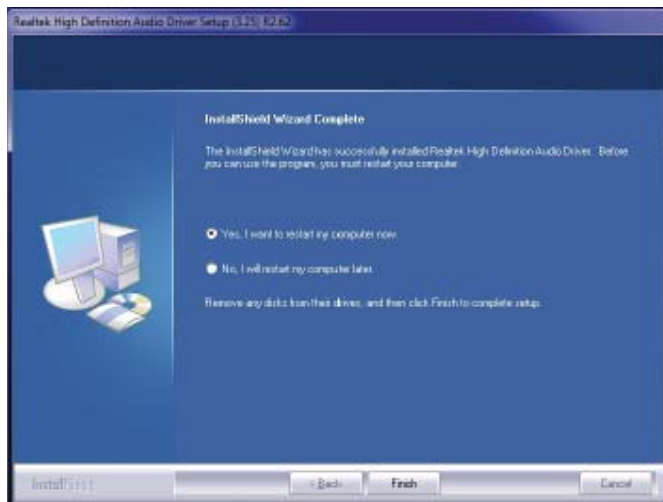 Realtek High Definition Audio Driver Setup (3.25) R2.62
InstallShield Wizard Complete
The InstallShield Wizard has successfully installed Realtek High Definition Audio Driver. Before
you can use the program, you must restart your computer.
Yes, I want to restart my computer now.
No, I will restart my computer later.
Remove any disks from their drives, and then click Finish to complete setup.
InstallShield
< Back
Finish
Cancel